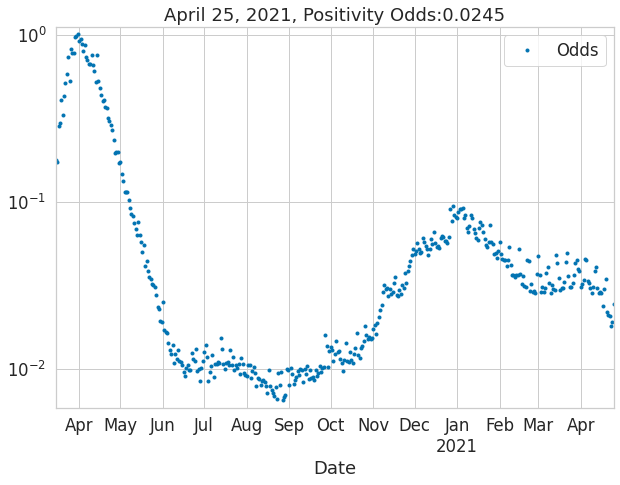 April 25, 2021, Positivity Odds:0.0245
Odds
10⁰
10⁻¹
10⁻²
Apr May Jun Jul Aug Sep Oct Nov Dec Jan Feb Mar Apr
2021
Date